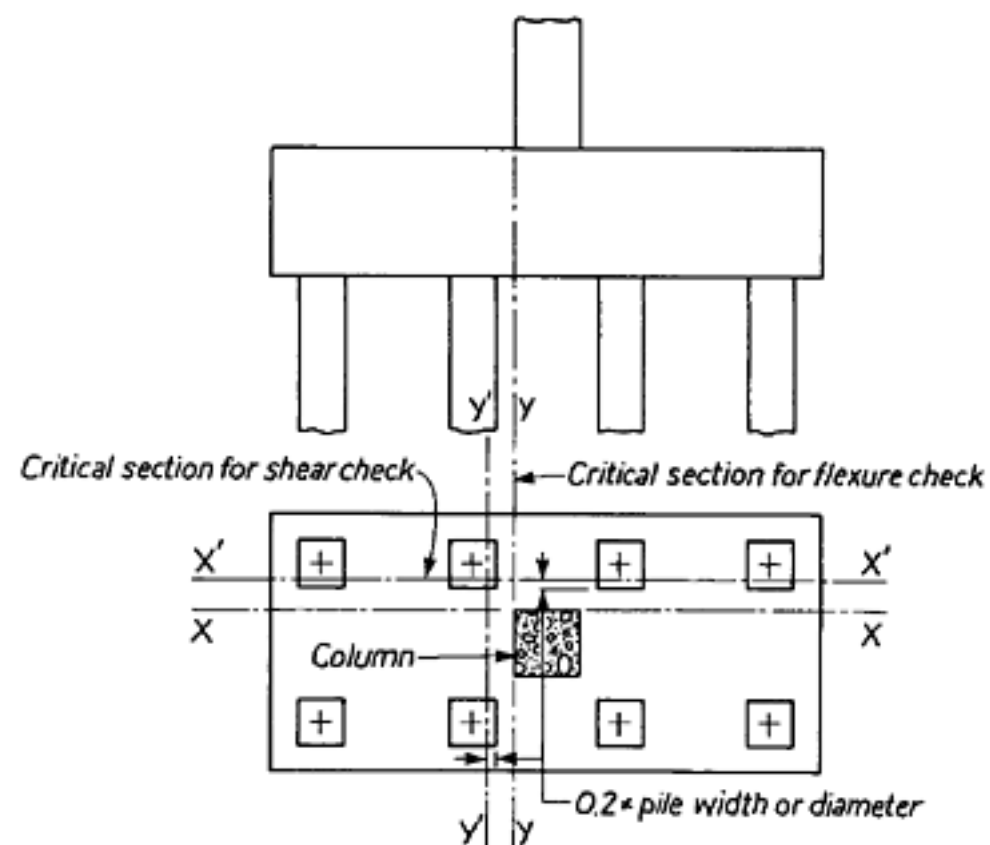 Y' Y
Critical section for shear check
Critical section for flexure check
X' X'
X X
Column
0.2 × pile width or diameter
Y' Y